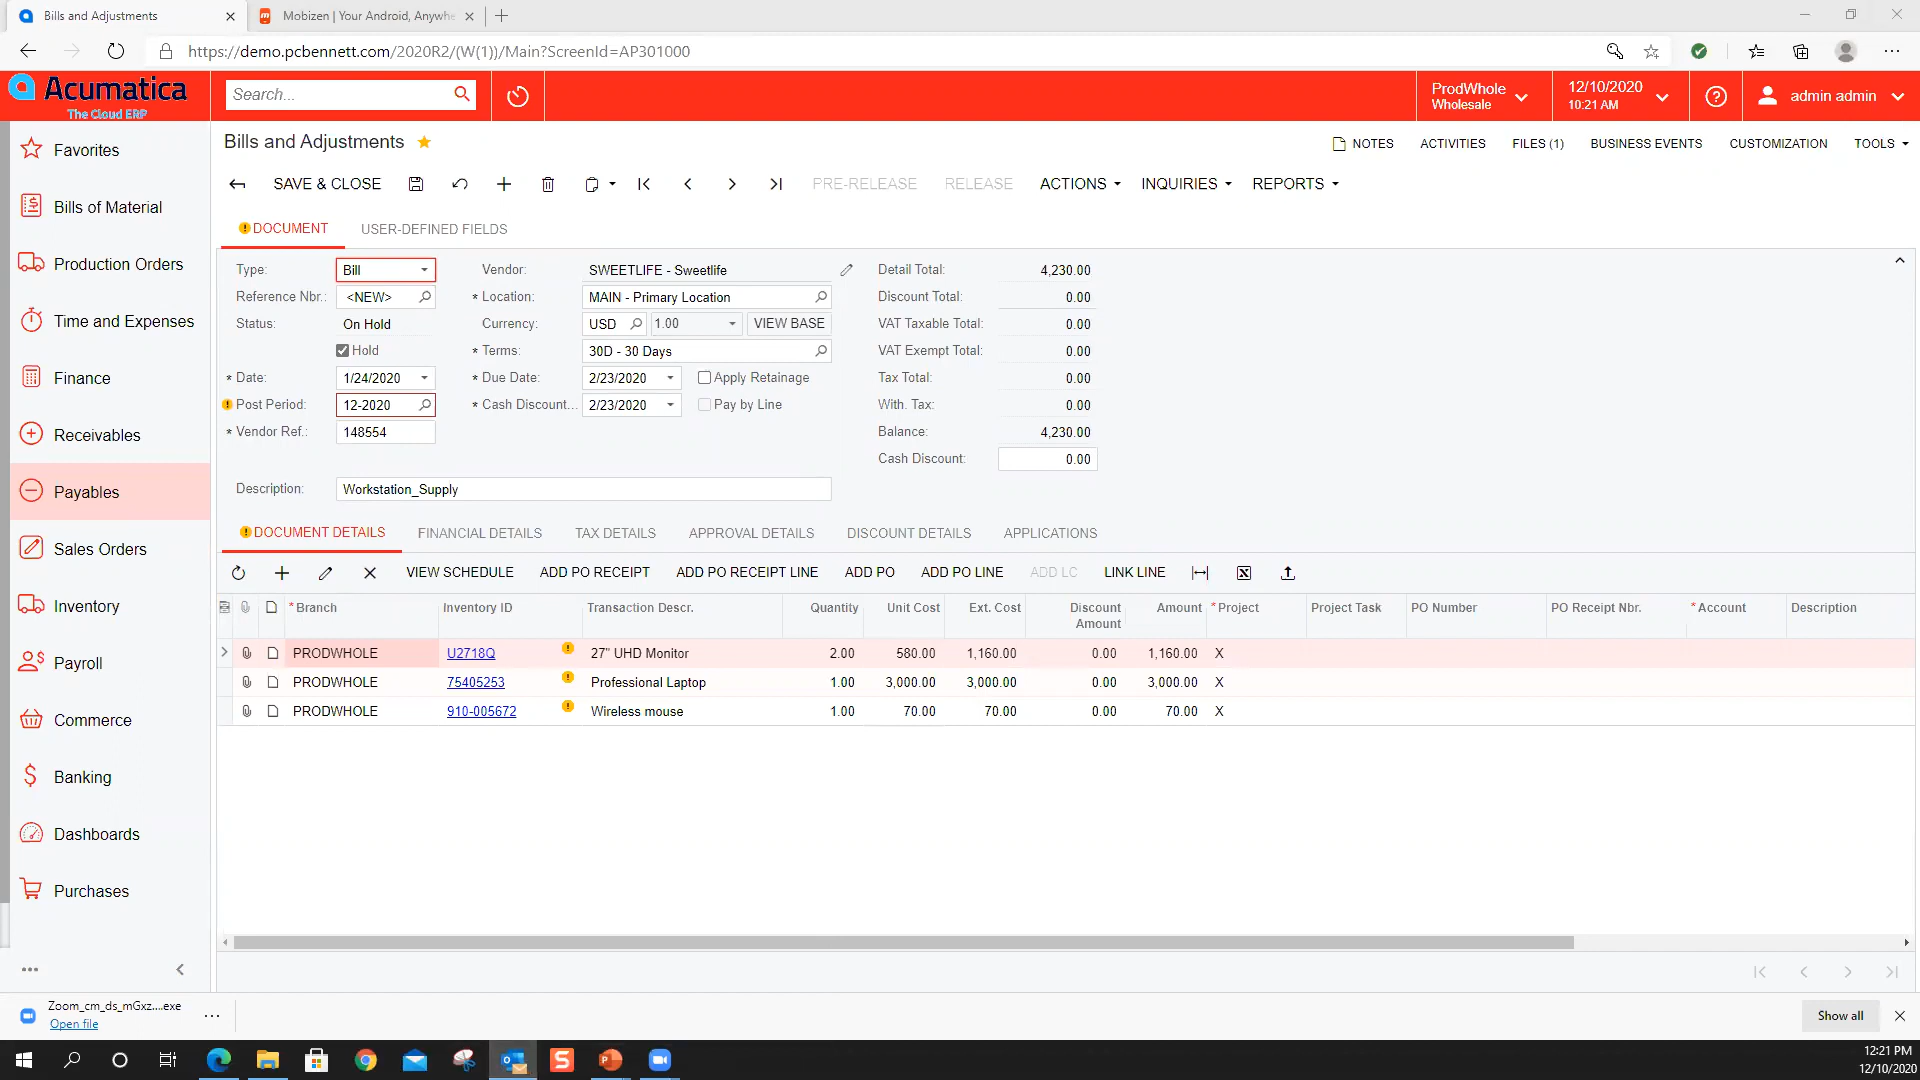 Bills and Adjustments
Mobizen | Your Android, Anywhe
https://demo.pcbennett.com/2020R2/(W(1))/Main?ScreenId=AP301000
Acumatica
The Cloud ERP
Search...
ProdWhole
Wholesale
12/10/2020
10:21 AM
admin admin
Favorites
Bills of Material
Production Orders
Time and Expenses
Finance
Receivables
Payables
Sales Orders
Inventory
Payroll
Commerce
Banking
Dashboards
Purchases
Bills and Adjustments
NOTES ACTIVITIES FILES (1) BUSINESS EVENTS CUSTOMIZATION TOOLS
SAVE & CLOSE PRE-RELEASE RELEASE ACTIONS INQUIRIES REPORTS
DOCUMENT USER-DEFINED FIELDS
Type: Bill Vendor: SWEETLIFE - Sweetlife Detail Total: 4,230.00
Reference Nbr.: <NEW> * Location: MAIN - Primary Location Discount Total: 0.00
Status: On Hold Currency: USD 1.00 VIEW BASE VAT Taxable Total: 0.00
Hold * Terms: 30D - 30 Days VAT Exempt Total: 0.00
* Date: 1/24/2020 * Due Date: 2/23/2020 Apply Retainage Tax Total: 0.00
Post Period: 12-2020 * Cash Discount... 2/23/2020 Pay by Line With. Tax: 0.00
* Vendor Ref.: 148554 Balance: 4,230.00
Cash Discount: 0.00
Description: Workstation_Supply
DOCUMENT DETAILS FINANCIAL DETAILS TAX DETAILS APPROVAL DETAILS DISCOUNT DETAILS APPLICATIONS
VIEW SCHEDULE ADD PO RECEIPT ADD PO RECEIPT LINE ADD PO ADD PO LINE ADD LC LINK LINE
* Branch Inventory ID Transaction Descr. Quantity Unit Cost Ext. Cost Discount Amount Amount * Project Project Task PO Number PO Receipt Nbr. * Account Description
PRODWHOLE U2718Q 27" UHD Monitor 2.00 580.00 1,160.00 0.00 1,160.00 X
PRODWHOLE 75405253 Professional Laptop 1.00 3,000.00 3,000.00 0.00 3,000.00 X
PRODWHOLE 910-005672 Wireless mouse 1.00 70.00 70.00 0.00 70.00 X
Zoom_cm_ds_mGxz....exe
Open file
Show all
12:21 PM
12/10/2020